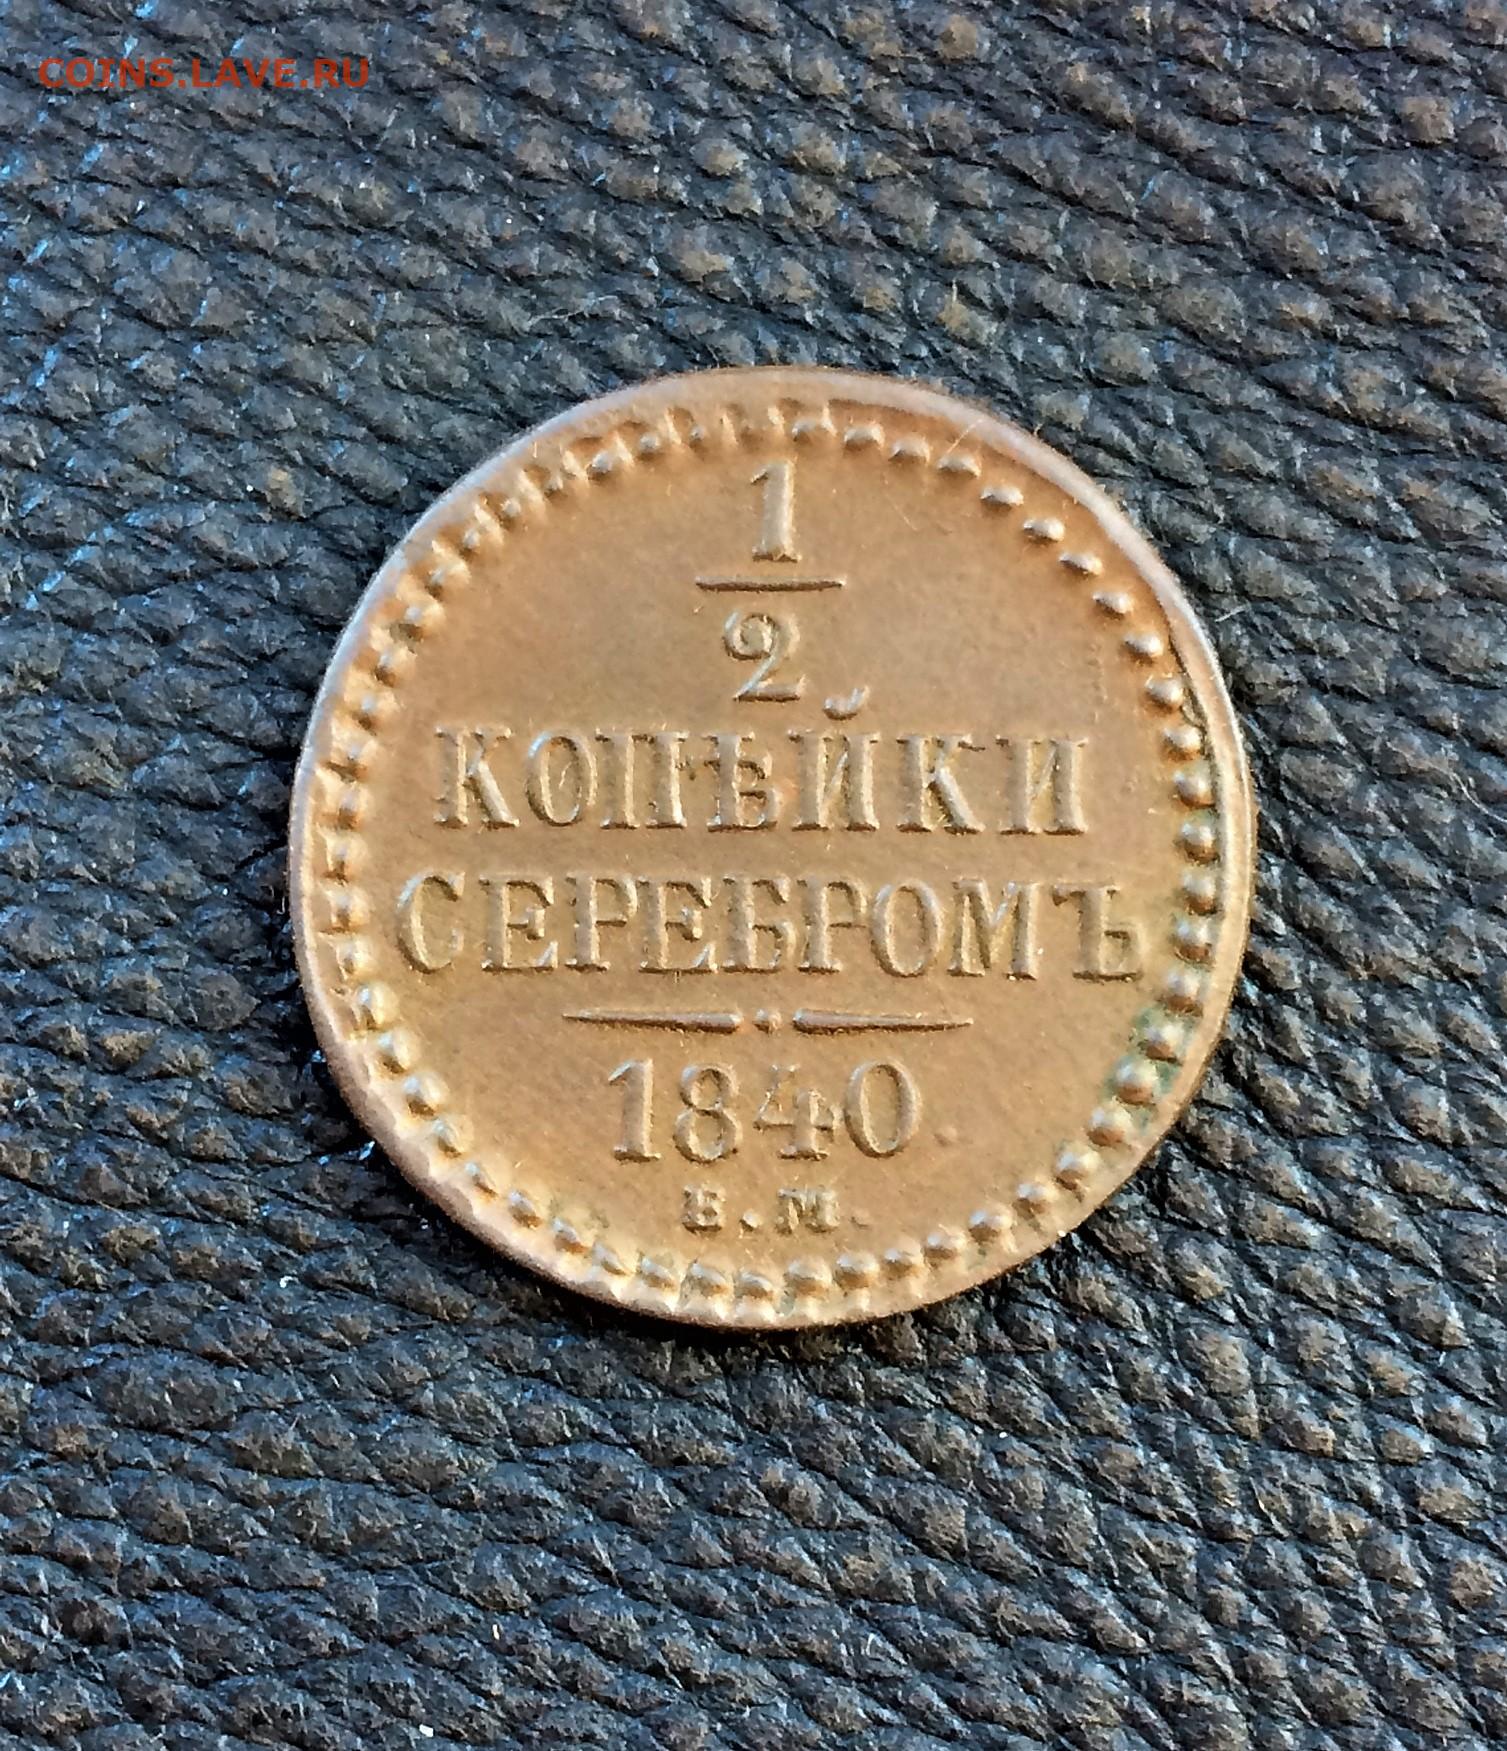 COINS.LAVE.RU
1
2
КОПѢЙКИ
СЕРЕБРОМЪ
1840.
Е.М.